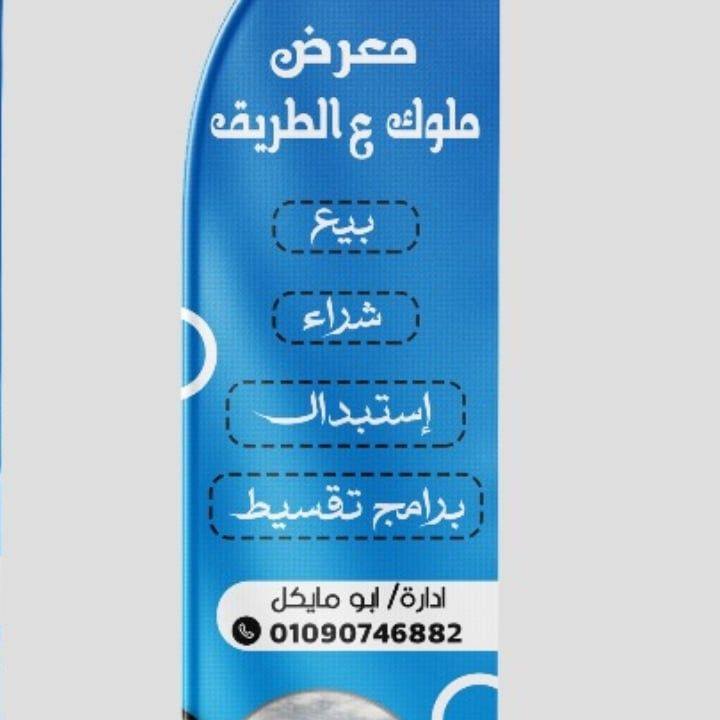 معرض
ملوك ع الطريق
بيع
شراء
إستبدال
برامج تقسيط
ادارة/ ابو مايكل
01090746882